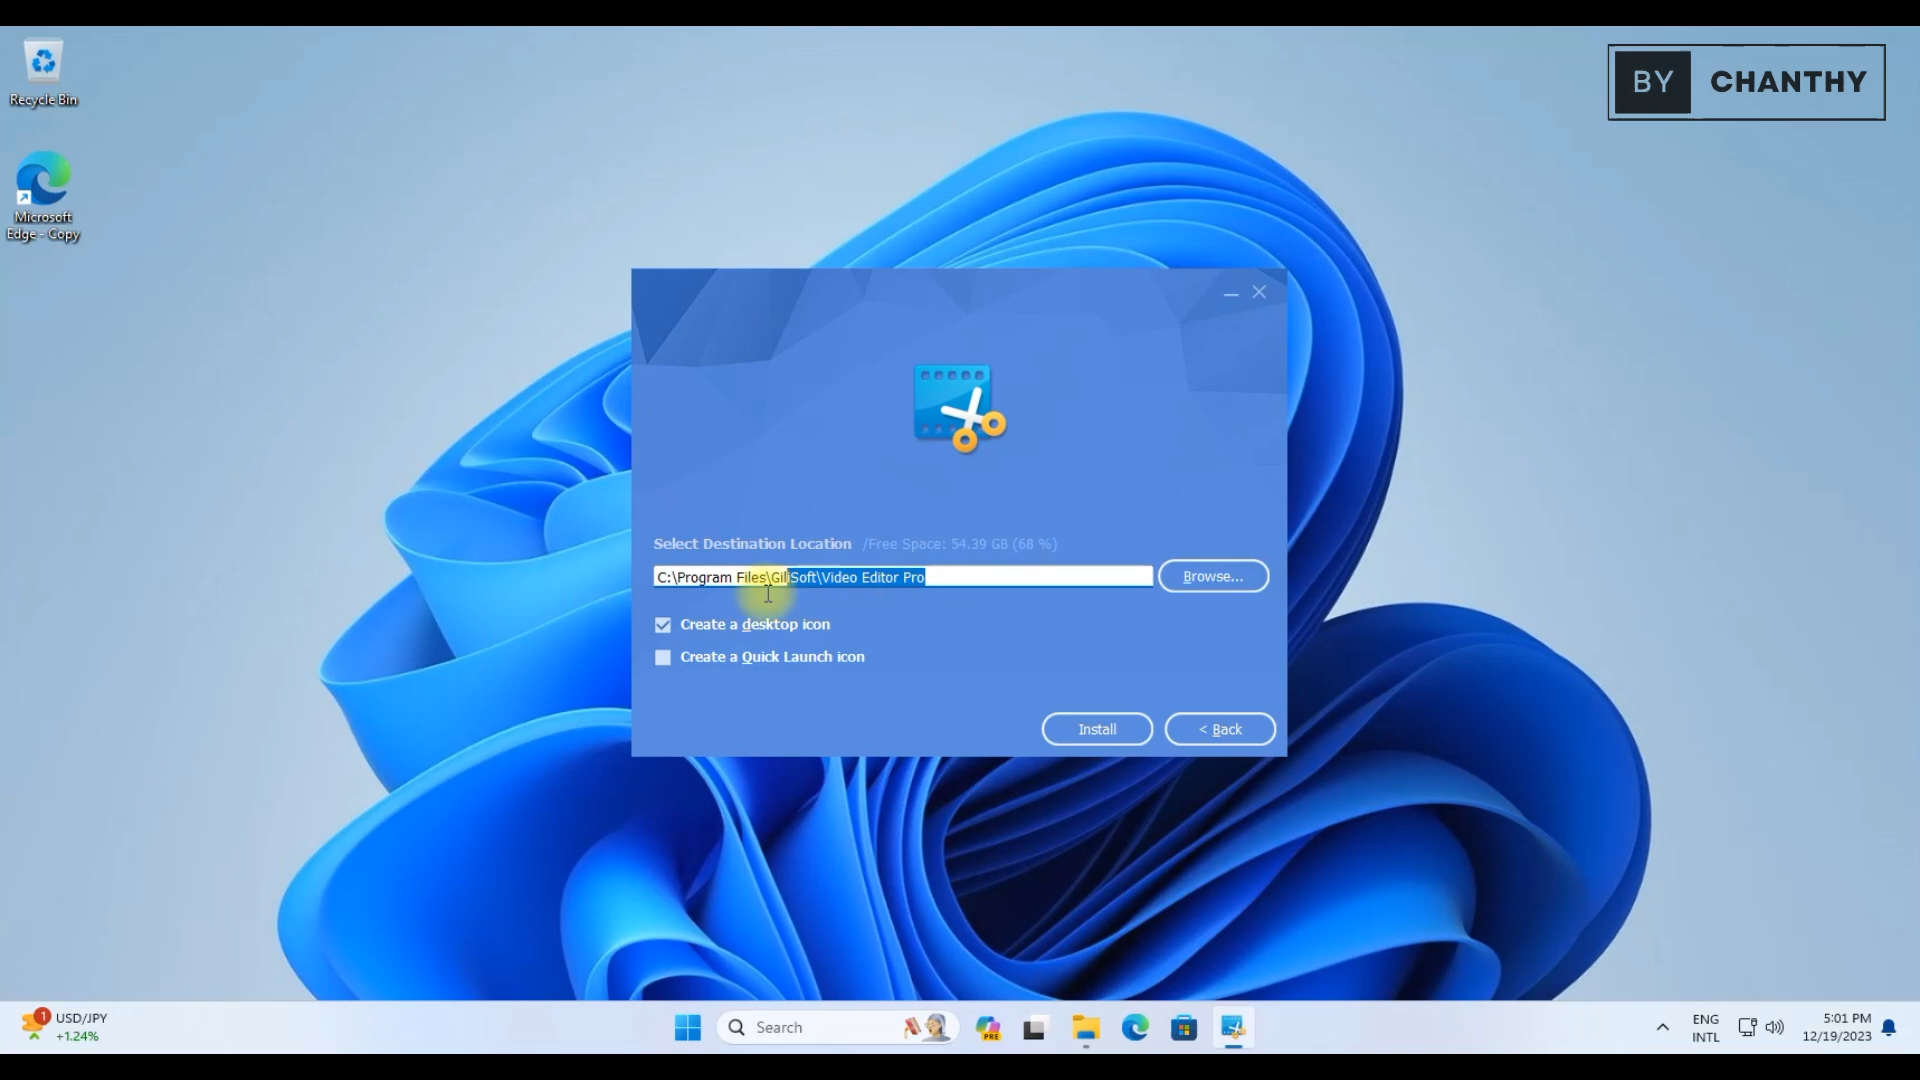 Recycle Bin
Microsoft
Edge - Copy
BY CHANTHY
Select Destination Location /Free Space: 54.39 GB (68 %)
C:\Program Files\GiliSoft\Video Editor Pro
Browse...
Create a desktop icon
Create a Quick Launch icon
Install
< Back
1
USD/JPY
+1.24%
Search
PRE
ENG
INTL
5:01 PM
12/19/2023